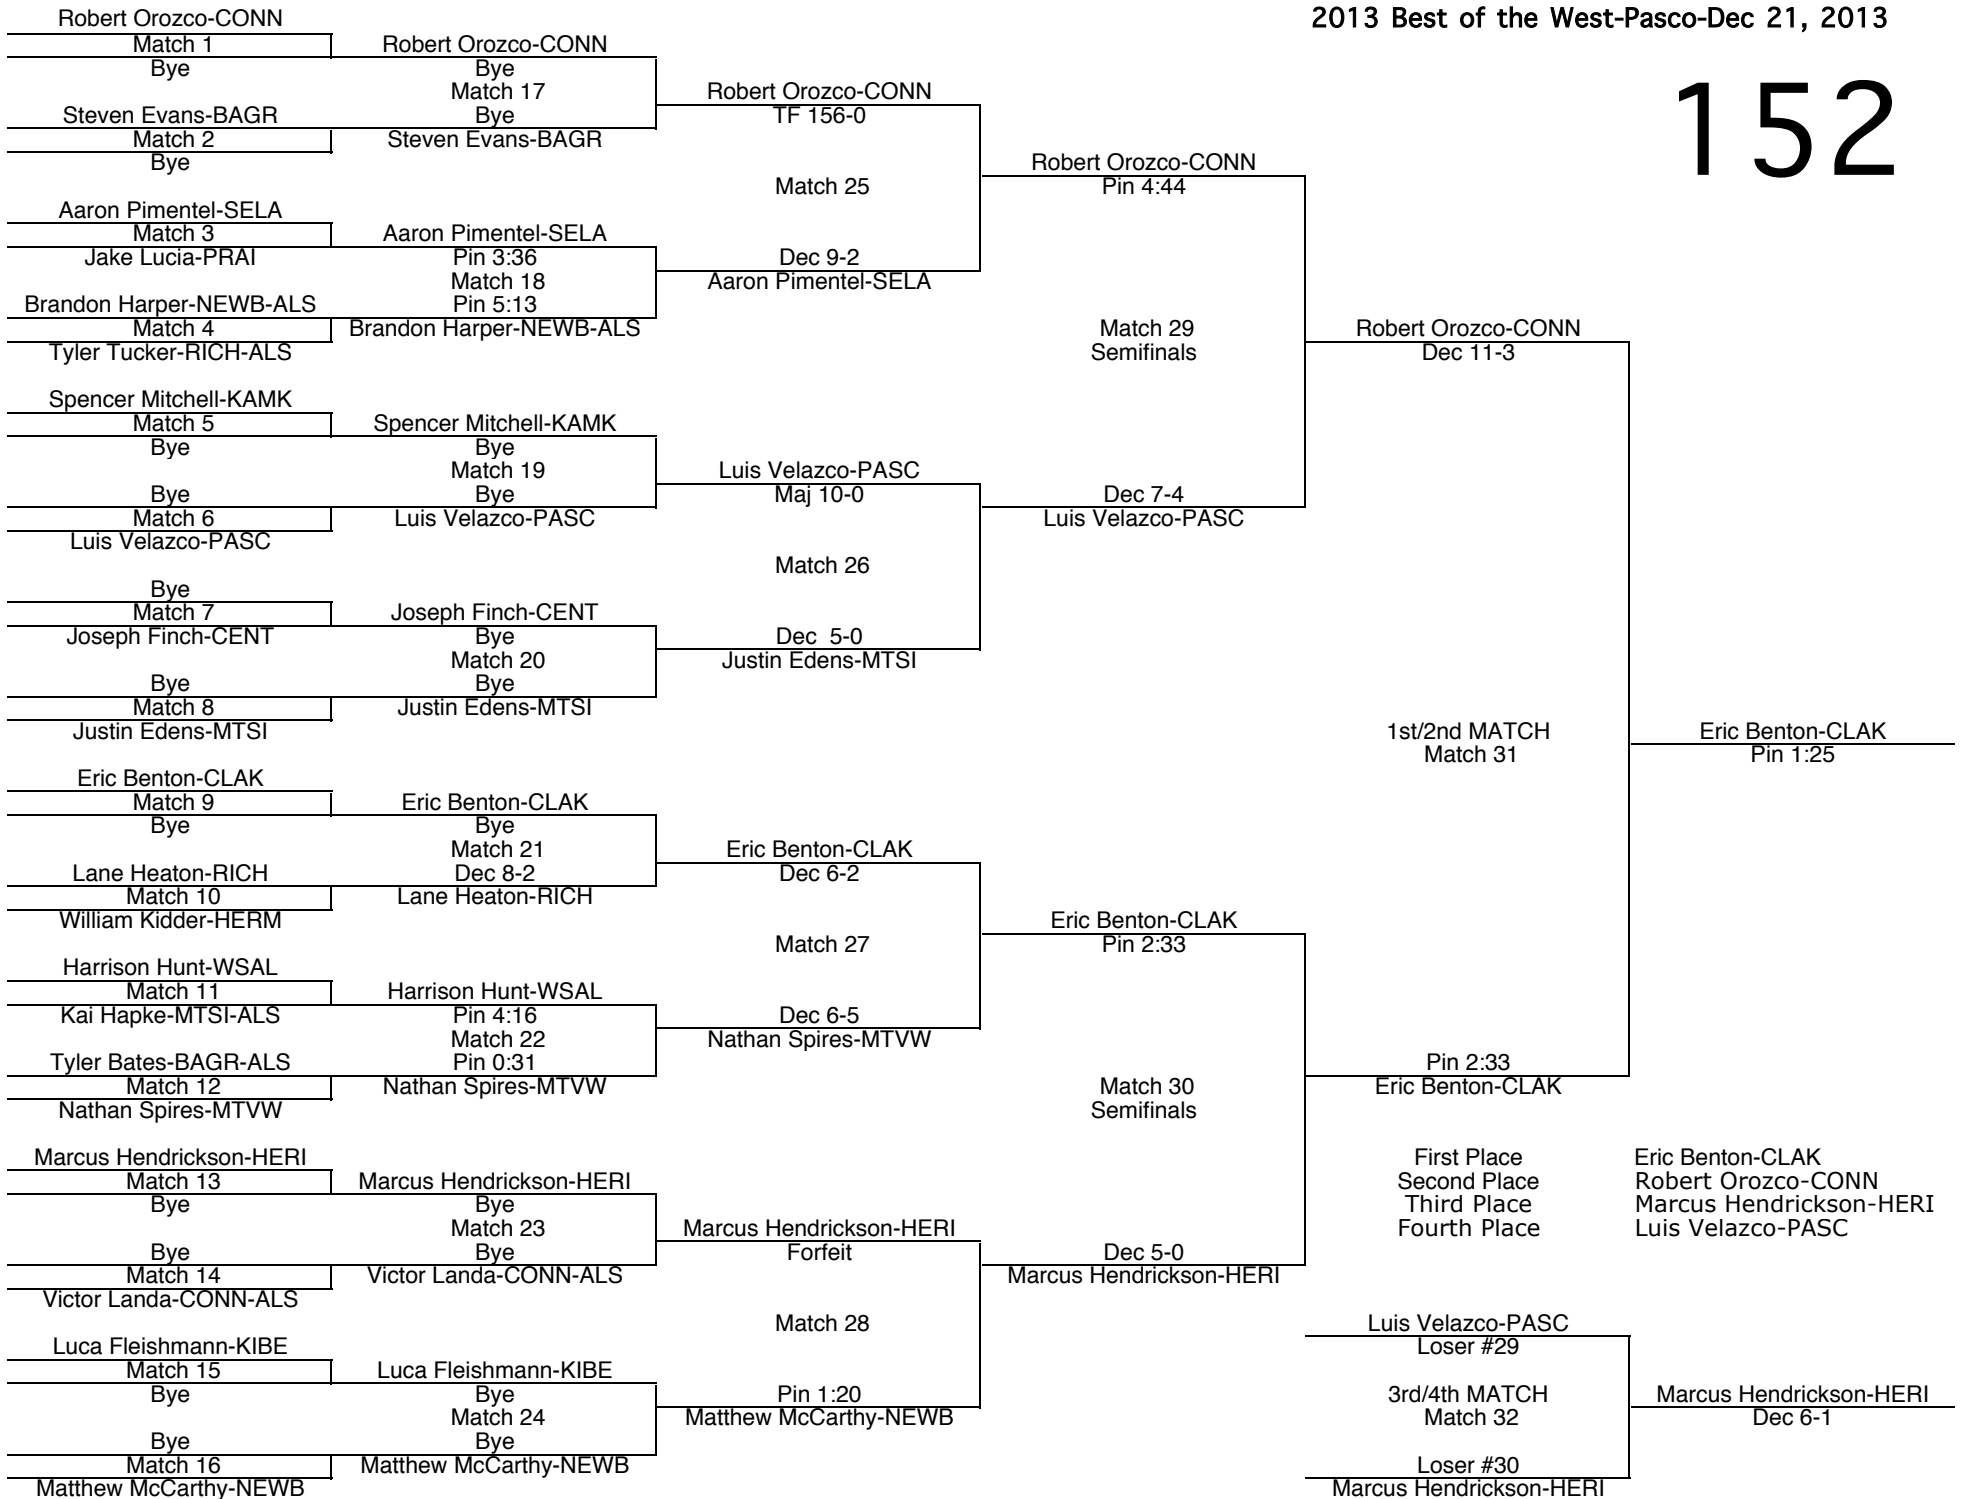 2013 Best of the West-Pasco-Dec 21, 2013
152
Robert Orozco-CONN
Match 1
Bye
Steven Evans-BAGR
Match 2
Bye
Aaron Pimentel-SELA
Match 3
Jake Lucia-PRAI
Brandon Harper-NEWB-ALS
Match 4
Tyler Tucker-RICH-ALS
Spencer Mitchell-KAMK
Match 5
Bye
Bye
Match 6
Luis Velazco-PASC
Bye
Match 7
Joseph Finch-CENT
Bye
Match 8
Justin Edens-MTSI
Eric Benton-CLAK
Match 9
Bye
Lane Heaton-RICH
Match 10
William Kidder-HERM
Harrison Hunt-WSAL
Match 11
Kai Hapke-MTSI-ALS
Tyler Bates-BAGR-ALS
Match 12
Nathan Spires-MTVW
Marcus Hendrickson-HERI
Match 13
Bye
Bye
Match 14
Victor Landa-CONN-ALS
Luca Fleishmann-KIBE
Match 15
Bye
Bye
Match 16
Matthew McCarthy-NEWB
Robert Orozco-CONN
Bye
Match 17
Bye
Steven Evans-BAGR
Aaron Pimentel-SELA
Pin 3:36
Match 18
Pin 5:13
Brandon Harper-NEWB-ALS
Spencer Mitchell-KAMK
Bye
Match 19
Bye
Luis Velazco-PASC
Joseph Finch-CENT
Bye
Match 20
Bye
Justin Edens-MTSI
Eric Benton-CLAK
Bye
Match 21
Dec 8-2
Lane Heaton-RICH
Harrison Hunt-WSAL
Pin 4:16
Match 22
Pin 0:31
Nathan Spires-MTVW
Marcus Hendrickson-HERI
Bye
Match 23
Bye
Victor Landa-CONN-ALS
Luca Fleishmann-KIBE
Bye
Match 24
Bye
Matthew McCarthy-NEWB
Robert Orozco-CONN
TF 156-0
Match 25
Dec 9-2
Aaron Pimentel-SELA
Luis Velazco-PASC
Maj 10-0
Match 26
Dec 5-0
Justin Edens-MTSI
Eric Benton-CLAK
Dec 6-2
Match 27
Dec 6-5
Nathan Spires-MTVW
Marcus Hendrickson-HERI
Forfeit
Match 28
Pin 1:20
Matthew McCarthy-NEWB
Robert Orozco-CONN
Pin 4:44
Match 29
Semifinals
Dec 7-4
Luis Velazco-PASC
Eric Benton-CLAK
Pin 2:33
Match 30
Semifinals
Dec 5-0
Marcus Hendrickson-HERI
Robert Orozco-CONN
Dec 11-3
1st/2nd MATCH
Match 31
Pin 2:33
Eric Benton-CLAK
Eric Benton-CLAK
Pin 1:25
First Place Eric Benton-CLAK
Second Place Robert Orozco-CONN
Third Place Marcus Hendrickson-HERI
Fourth Place Luis Velazco-PASC
Luis Velazco-PASC
Loser #29
3rd/4th MATCH
Match 32
Loser #30
Marcus Hendrickson-HERI
Marcus Hendrickson-HERI
Dec 6-1